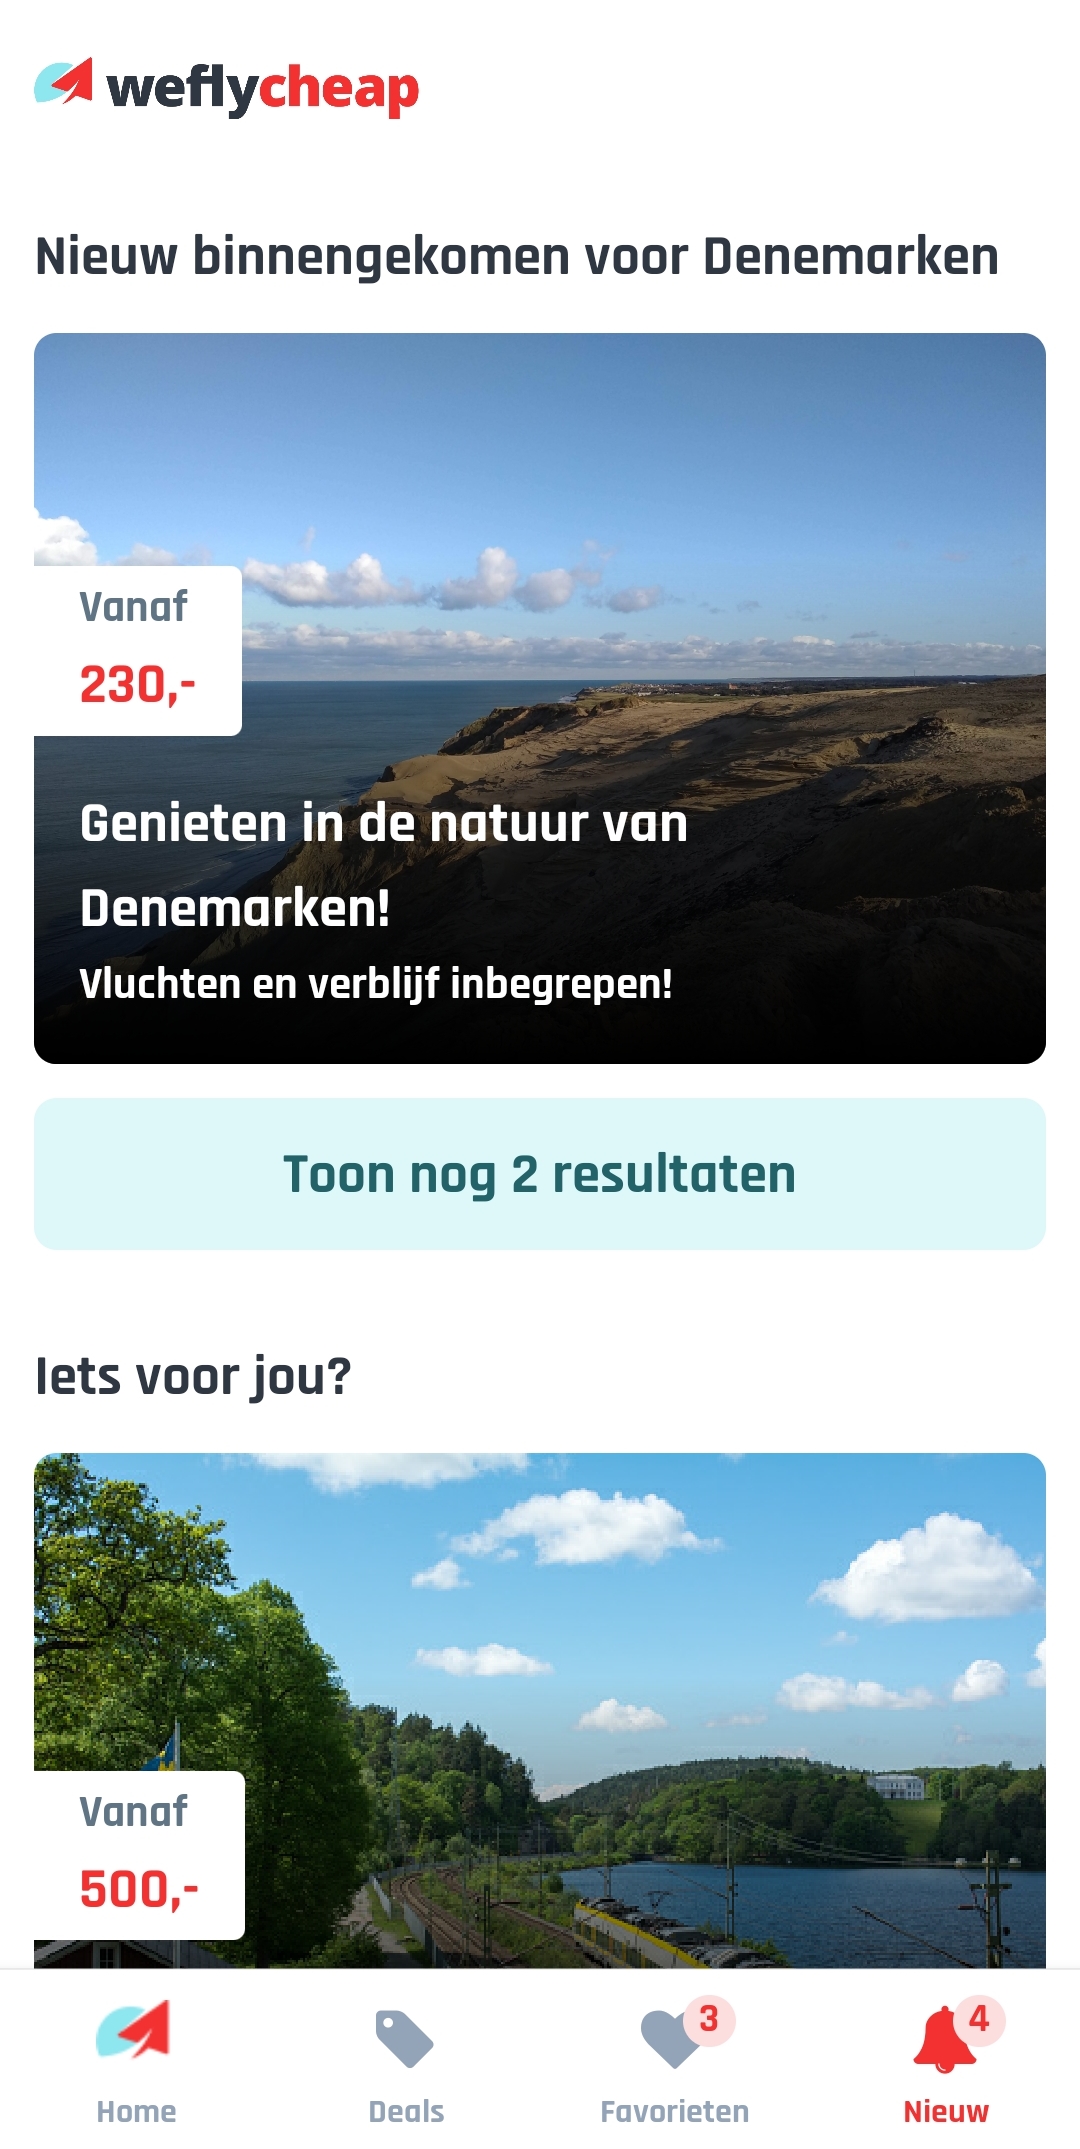 weflycheap
Nieuw binnengekomen voor Denemarken
Vanaf
230,-
Genieten in de natuur van
Denemarken!
Vluchten en verblijf inbegrepen!
Toon nog 2 resultaten
Iets voor jou?
Vanaf
500,-
3
4
Home
Deals
Favorieten
Nieuw